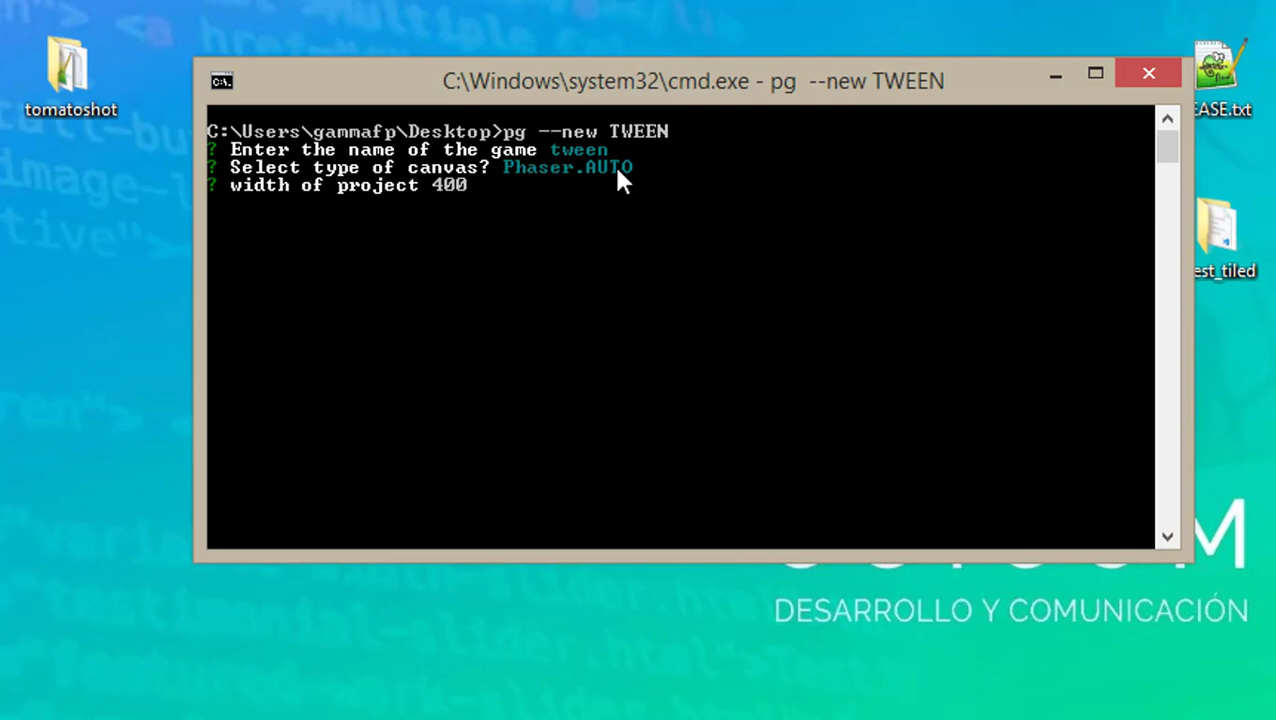 tomatoshot
C:\Windows\system32\cmd.exe - pg --new TWEEN
C:\Users\gammafp\Desktop>pg --new TWEEN
? Enter the name of the game tween
? Select type of canvas? Phaser.AUTO
? width of project 400
EASE.txt
est_tiled
DESARROLLO Y COMUNICACIÓN